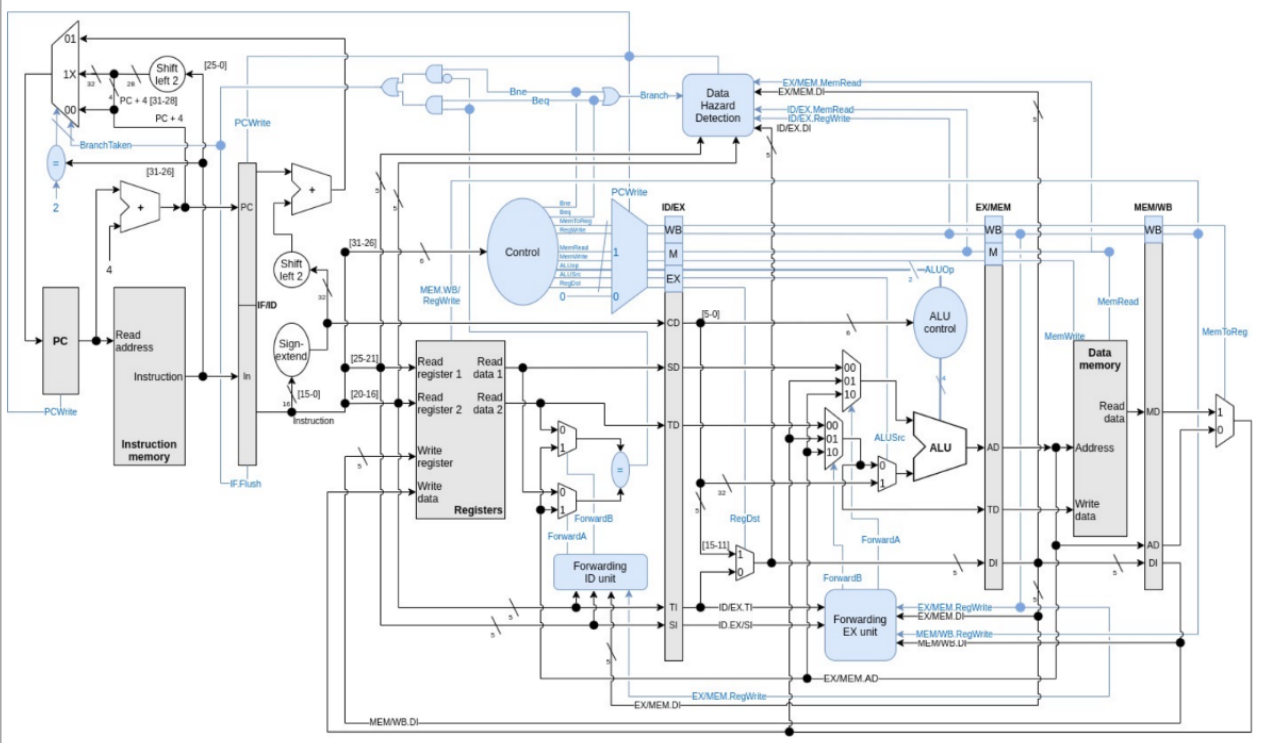 01
1X
00
32
26
4
Shift
left 2
[25-0]
PC + 4 [31-28]
PC + 4
BranchTaken
=
2
[31-26]
+
4
PC
PCWrite
Read
address
Instruction
Instruction
memory
PCWrite
PC
IF/ID
In
IF.Flush
+
Shift
left 2
32
Sign-
extend
16
[15-0]
Instruction
[31-26]
6
[25-21]
[20-16]
5
5
Bne
Beq
Branch
Data
Hazard
Detection
EX/MEM.MemRead
EX/MEM.DI
ID/EX.MemRead
ID/EX.RegWrite
ID/EX.DI
5
5
Control
Bne
Beq
MemToReg
RegWrite
MemRead
MemWrite
ALUop
ALUSrc
RegDst
0
PCWrite
1
0
MEM.WB/
RegWrite
Read
register 1
Read
register 2
Write
register
Write
data
Read
data 1
Read
data 2
Registers
5
0
1
0
1
=
ForwardB
ForwardA
Forwarding
ID unit
5
5
5
5
5
ID/EX
WB
M
EX
CD
SD
TD
TI
SI
[5-0]
6
2
ALUOp
ALU
control
4
00
01
10
00
01
10
ALUSrc
0
1
ALU
32
5
RegDst
[15-11]
1
0
ForwardA
ForwardB
ID/EX.TI
ID.EX/SI
Forwarding
EX unit
EX/MEM.RegWrite
EX/MEM.DI
MEM/WB.RegWrite
MEM/WB.DI
EX/MEM
WB
M
AD
TD
DI
5
5
5
MemWrite
MemRead
Data
memory
Read
data
Address
Write
data
MEM/WB
WB
MD
AD
DI
MemToReg
1
0
EX/MEM.AD
EX/MEM.RegWrite
EX/MEM.DI
MEM/WB.DI